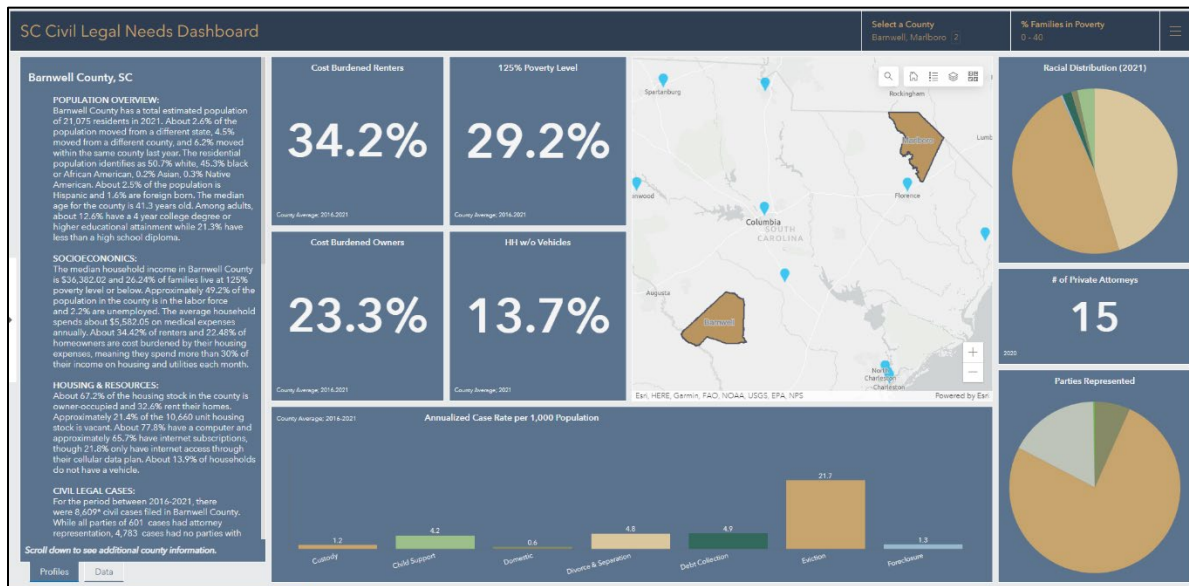 SC Civil Legal Needs Dashboard
Select a County
Barnwell, Marlboro 2
% Families in Poverty
0 - 40
Barnwell County, SC
POPULATION OVERVIEW:
Barnwell County has a total estimated population
of 21,075 residents in 2021. About 2.6% of the
population moved from a different state, 4.5%
moved from a different county, and 6.2% moved
within the same county last year. The residential
population identifies as 50.7% white, 45.3% black
or African American, 0.2% Asian, 0.3% Native
American. About 2.5% of the population is
Hispanic and 1.6% are foreign born. The median
age for the county is 41.3 years old. Among adults,
about 12.6% have a 4 year college degree or
higher educational attainment while 21.3% have
less than a high school diploma.
SOCIOECONONICS:
The median household income in Barnwell County
is $36,382.02 and 26.24% of families live at 125%
poverty level or below. Approximately 49.2% of the
population in the county is in the labor force
and 2.2% are unemployed. The average household
spends about $5,582.05 on medical expenses
annually. About 34.42% of renters and 22.48% of
homeowners are cost burdened by their housing
expenses, meaning they spend more than 30% of
their income on housing and utilities each month.
HOUSING & RESOURCES:
About 67.2% of the housing stock in the county is
owner-occupied and 32.6% rent their homes.
Approximately 21.4% of the 10,660 unit housing
stock is vacant. About 77.8% have a computer and
approximately 65.7% have internet subscriptions,
though 21.8% only have internet access through
their cellular data plan. About 13.9% of households
do not have a vehicle.
CIVIL LEGAL CASES:
For the period between 2016-2021, there
were 8,609* civil cases filed in Barnwell County.
While all parties of 601 cases had attorney
representation, 4,783 cases had no parties with
Scroll down to see additional county information.
Profiles
Data
Cost Burdened Renters
34.2%
County Average; 2016-2021
125% Poverty Level
29.2%
County Average; 2016-2021
Cost Burdened Owners
23.3%
County Average; 2016-2021
HH w/o Vehicles
13.7%
County Average; 2021
Spartanburg
Rockingham
Marlboro
Lumb
nwood
Florence
Columbia
SOUTH
CAROLINA
Augusta
Barnwell
North
Charleston
Charleston
Esri, HERE, Garmin, FAO, NOAA, USGS, EPA, NPS
Powered by Esri
Racial Distribution (2021)
# of Private Attorneys
15
2020
Parties Represented
County Average; 2016-2021
Annualized Case Rate per 1,000 Population
1.2
4.2
0.6
4.8
4.9
21.7
1.3
Custody
Child Support
Domestic
Divorce & Separation
Debt Collection
Eviction
Foreclosure